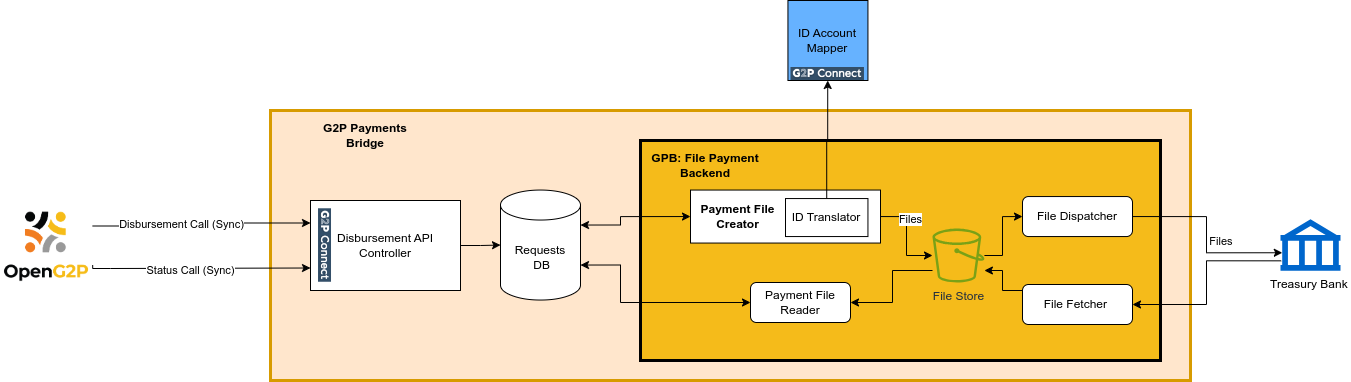 ID Account
Mapper
G2P Connect
G2P Payments
Bridge
GPB: File Payment
Backend
OpenG2P
Disbursement Call (Sync)
Status Call (Sync)
G2P Connect
Disbursement API
Controller
Requests
DB
Payment File
Creator
ID Translator
Files
File Store
File Dispatcher
Payment File
Reader
File Fetcher
Files
Treasury Bank